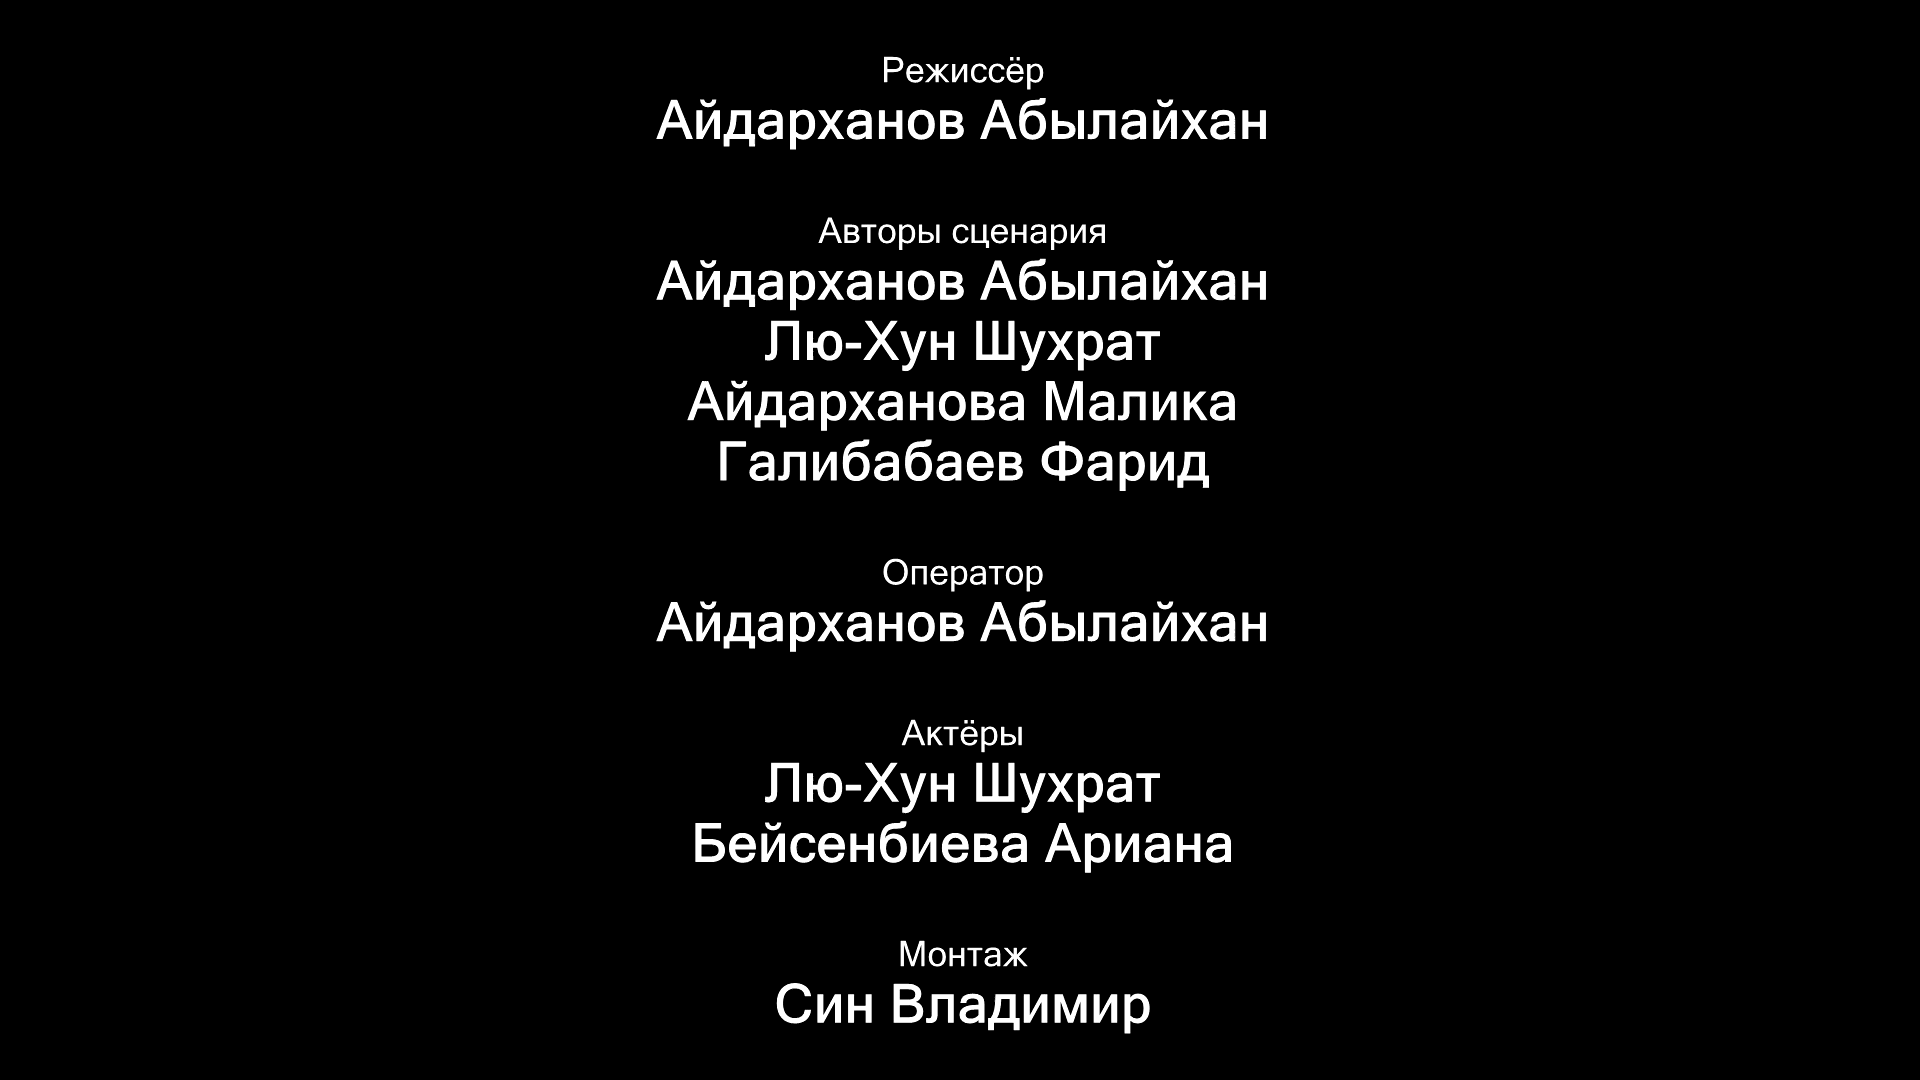 Режиссёр
Айдарханов Абылайхан
Авторы сценария
Айдарханов Абылайхан
Лю-Хун Шухрат
Айдарханова Малика
Галибабаев Фарид
Оператор
Айдарханов Абылайхан
Актёры
Лю-Хун Шухрат
Бейсенбиева Ариана
Монтаж
Син Владимир